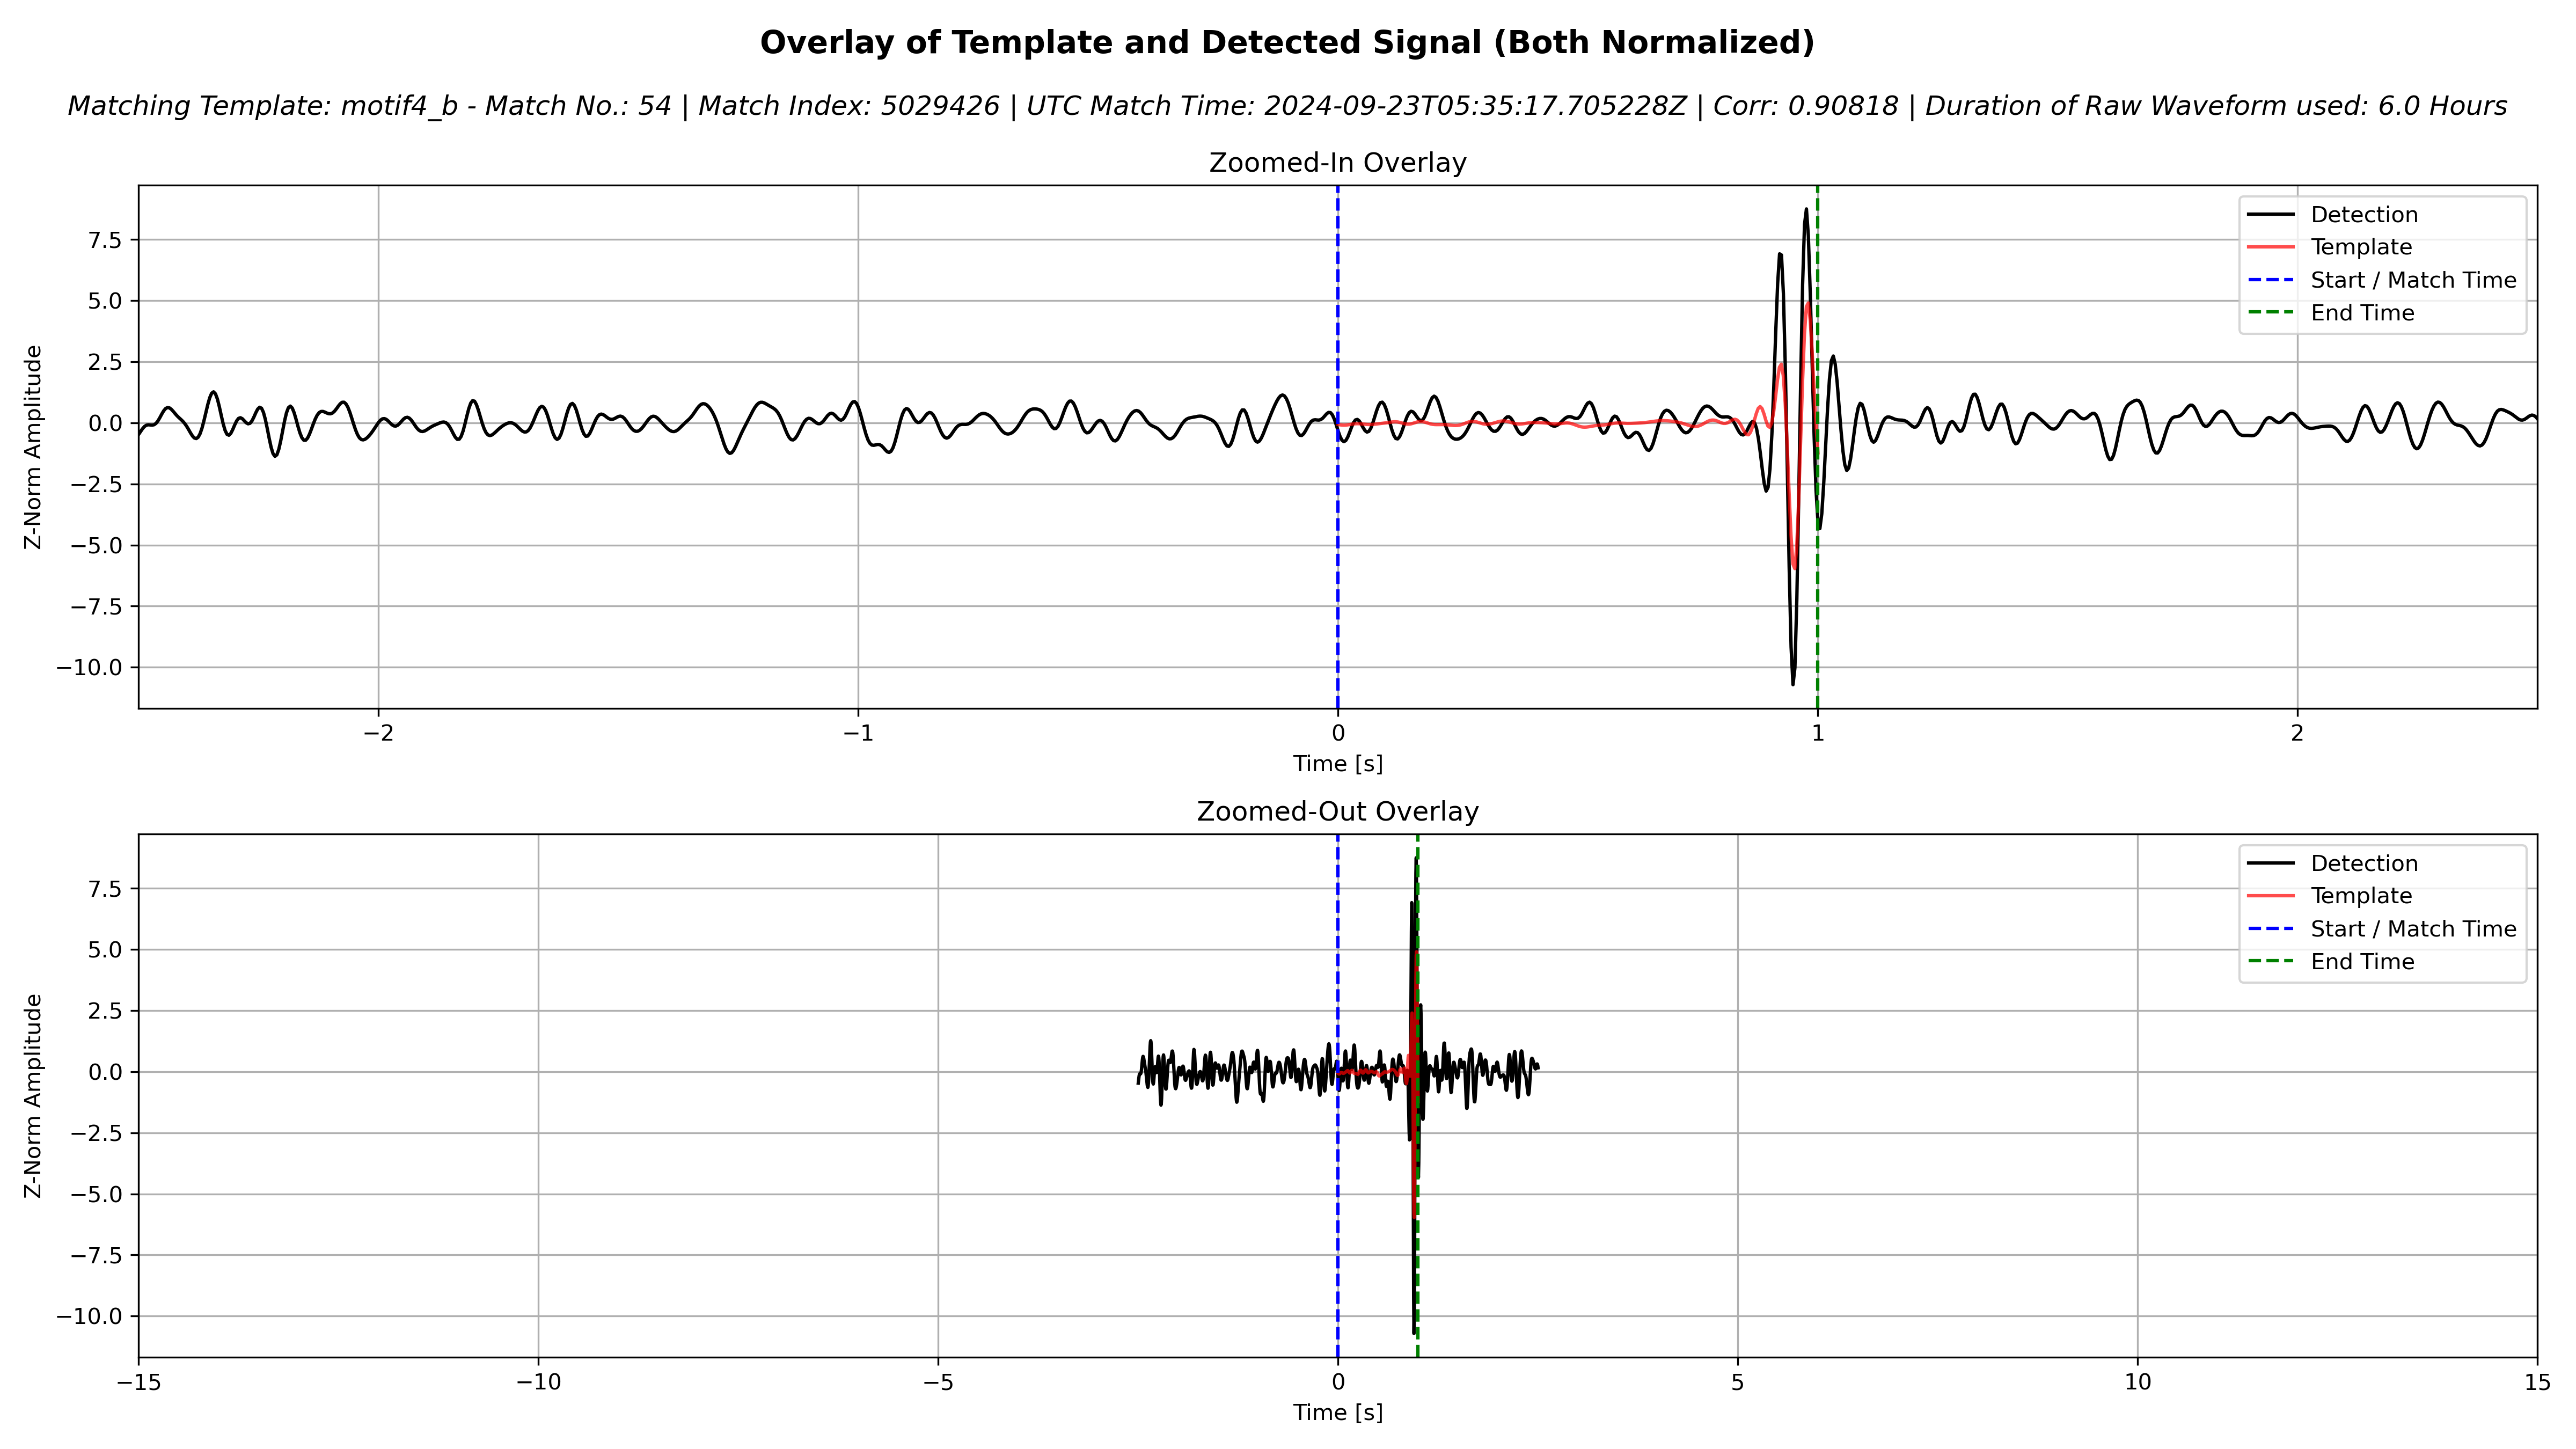 Overlay of Template and Detected Signal (Both Normalized)
Matching Template: motif4_b - Match No.: 54 | Match Index: 5029426 | UTC Match Time: 2024-09-23T05:35:17.705228Z | Corr: 0.90818 | Duration of Raw Waveform used: 6.0 Hours
Zoomed-In Overlay
Z-Norm Amplitude
7.5
5.0
2.5
0.0
−2.5
−5.0
−7.5
−10.0
Detection
Template
Start / Match Time
End Time
−2
−1
0
1
2
Time [s]
Zoomed-Out Overlay
Z-Norm Amplitude
7.5
5.0
2.5
0.0
−2.5
−5.0
−7.5
−10.0
Detection
Template
Start / Match Time
End Time
−15
−10
−5
0
5
10
15
Time [s]